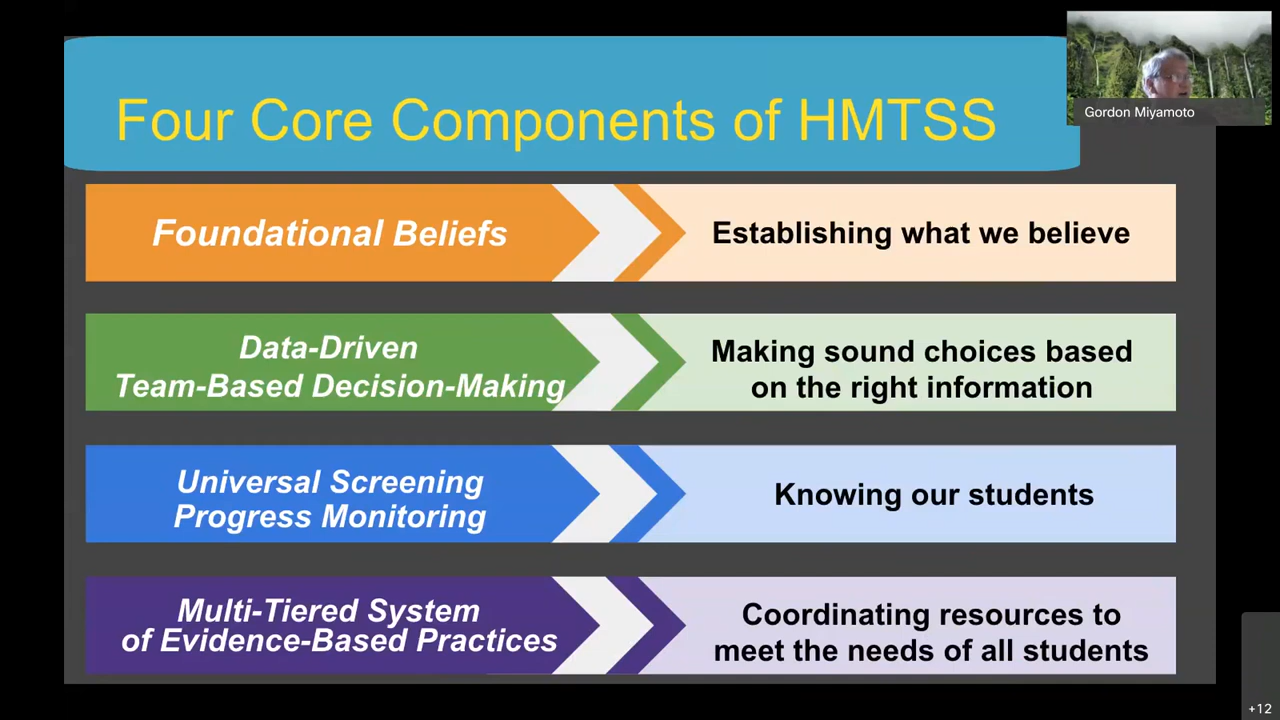 Four Core Components of HMTSS
Gordon Miyamoto
Foundational Beliefs
Establishing what we believe
Data-Driven
Team-Based Decision-Making
Making sound choices based
on the right information
Universal Screening
Progress Monitoring
Knowing our students
Multi-Tiered System
of Evidence-Based Practices
Coordinating resources to
meet the needs of all students
+12